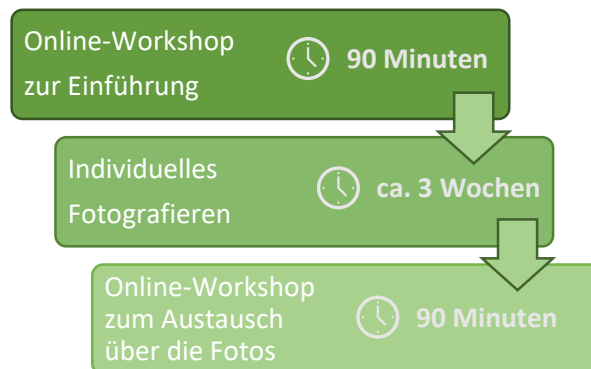 Online-Workshop
zur Einführung
90 Minuten
Individuelles
Fotografieren
ca. 3 Wochen
Online-Workshop
zum Austausch
über die Fotos
90 Minuten